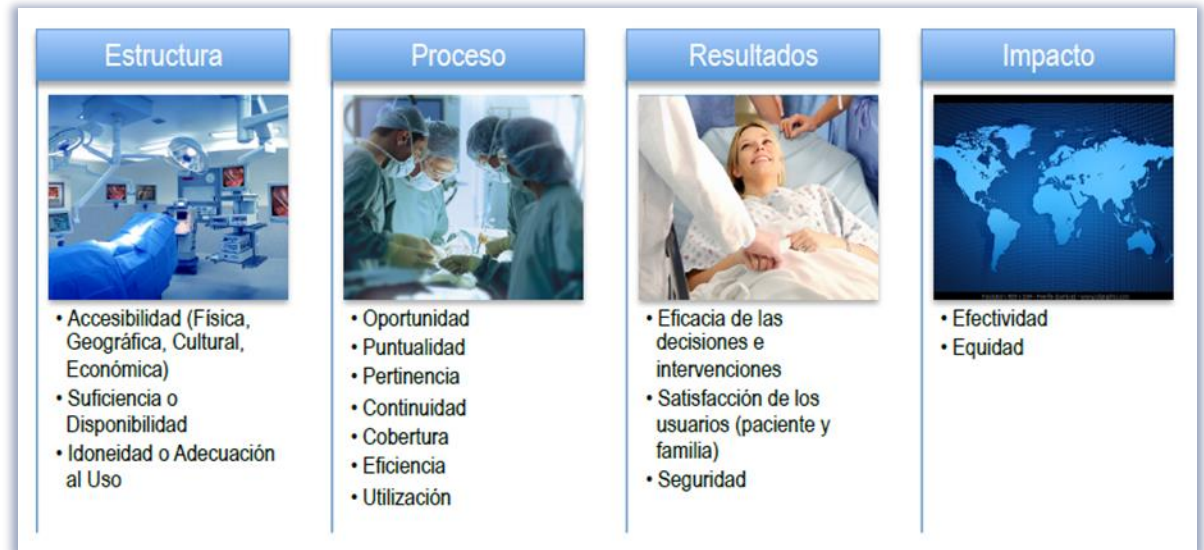 Estructura
• Accesibilidad (Física,
Geográfica, Cultural,
Económica)
• Suficiencia o
Disponibilidad
• Idoneidad o Adecuación
al Uso
Proceso
• Oportunidad
• Puntualidad
• Pertinencia
• Continuidad
• Cobertura
• Eficiencia
• Utilización
Resultados
• Eficacia de las
decisiones e
intervenciones
• Satisfacción de los
usuarios (paciente y
familia)
• Seguridad
Impacto
• Efectividad
• Equidad